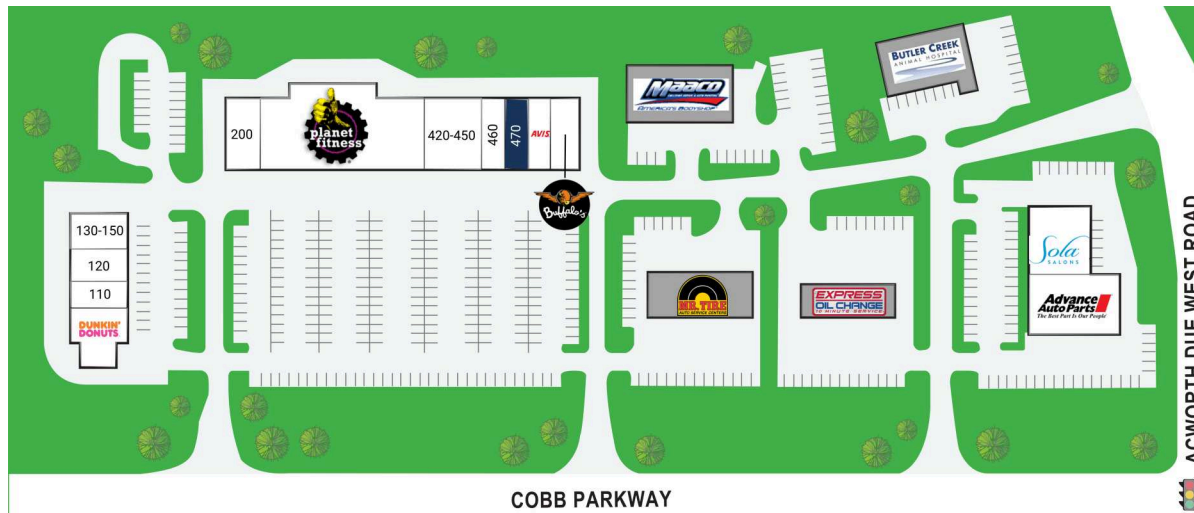 BUTLER CREEK
ANIMAL HOSPITAL
MAACO
AMERICA'S BODYSHOP
200
planet
fitness
420-450
460
470
AVIS
Buffalo's
130-150
120
110
DUNKIN'
DONUTS
MR. TIRE
AUTO SERVICE CENTERS
EXPRESS
OIL CHANGE
10 MINUTE SERVICE
Sola
SALONS
Advance
Auto Parts
The Best Part Is Our People
ACWORTH DUE WEST ROAD
COBB PARKWAY